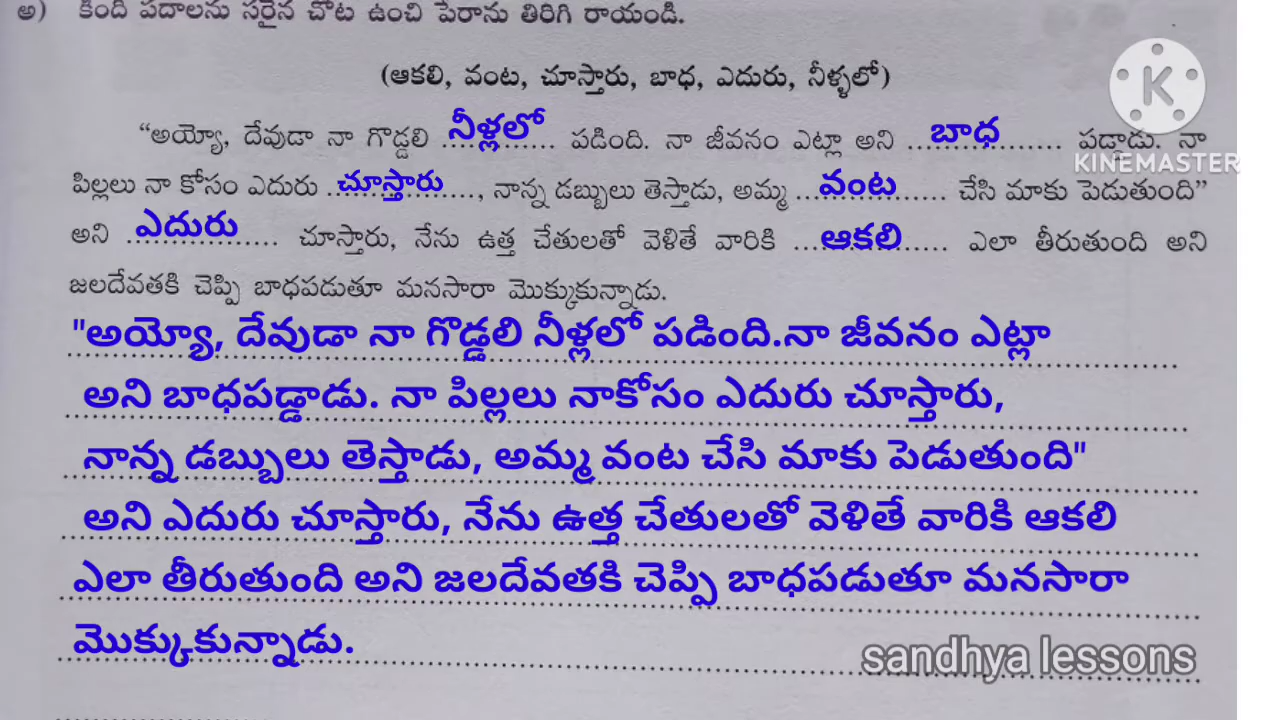 అ) కింది పదాలను సరైన చోట ఉంచి పేరాను తిరిగి రాయండి.
(ఆకలి, వంట, చూస్తారు, బాధ, ఎదురు, నీళ్ళలో)
K
"అయ్యో, దేవుడా నా గొడ్డలి ...నీళ్లలో... పడింది. నా జీవనం ఎట్లా అని ...బాధ... పడ్డాడు. నా
KINEMASTER
పిల్లలు నా కోసం ఎదురు ...చూస్తారు..., నాన్న డబ్బులు తెస్తాడు, అమ్మ ...వంట... చేసి మాకు పెడుతుంది"
అని ...ఎదురు... చూస్తారు, నేను ఉత్త చేతులతో వెళితే వారికి ...ఆకలి... ఎలా తీరుతుంది అని
జలదేవతకి చెప్పి బాధపడుతూ మనసారా మొక్కుకున్నాడు.
"అయ్యో, దేవుడా నా గొడ్డలి నీళ్లలో పడింది.నా జీవనం ఎట్లా
అని బాధపడ్డాడు. నా పిల్లలు నాకోసం ఎదురు చూస్తారు,
నాన్న డబ్బులు తెస్తాడు, అమ్మ వంట చేసి మాకు పెడుతుంది"
అని ఎదురు చూస్తారు, నేను ఉత్త చేతులతో వెళితే వారికి ఆకలి
ఎలా తీరుతుంది అని జలదేవతకి చెప్పి బాధపడుతూ మనసారా
మొక్కుకున్నాడు.
sandhya lessons